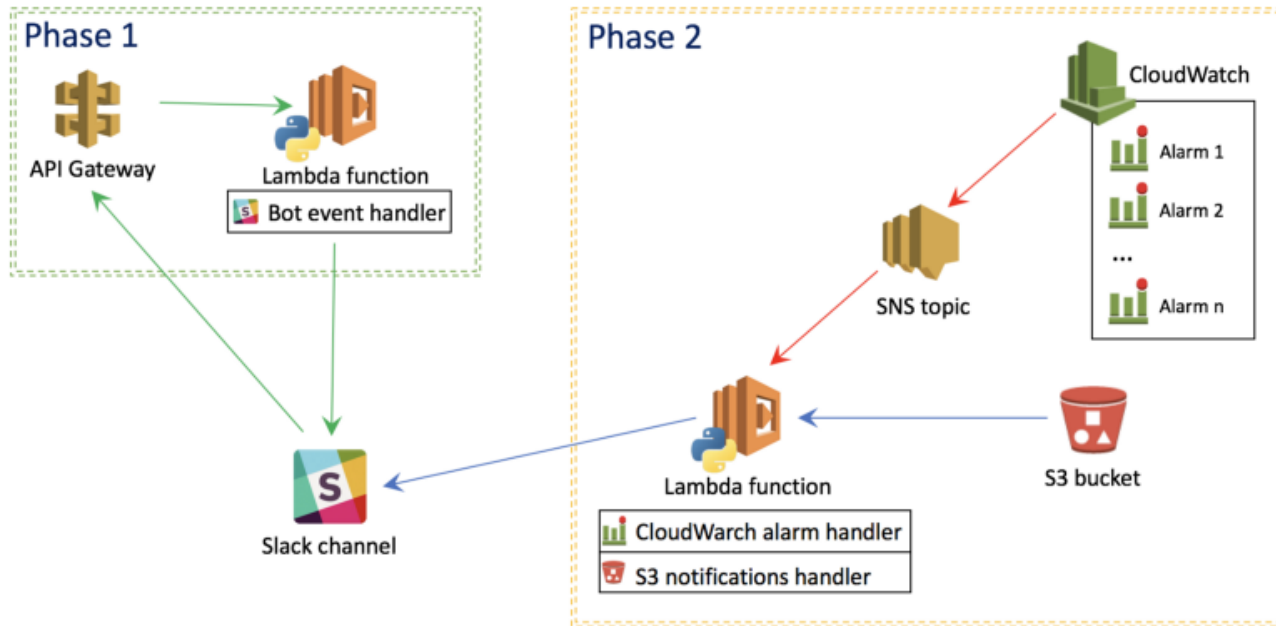 Phase 1
API Gateway
Lambda function
S Bot event handler
S
Slack channel
Phase 2
CloudWatch
Alarm 1
Alarm 2
...
Alarm n
SNS topic
Lambda function
CloudWarch alarm handler
S3 notifications handler
S3 bucket